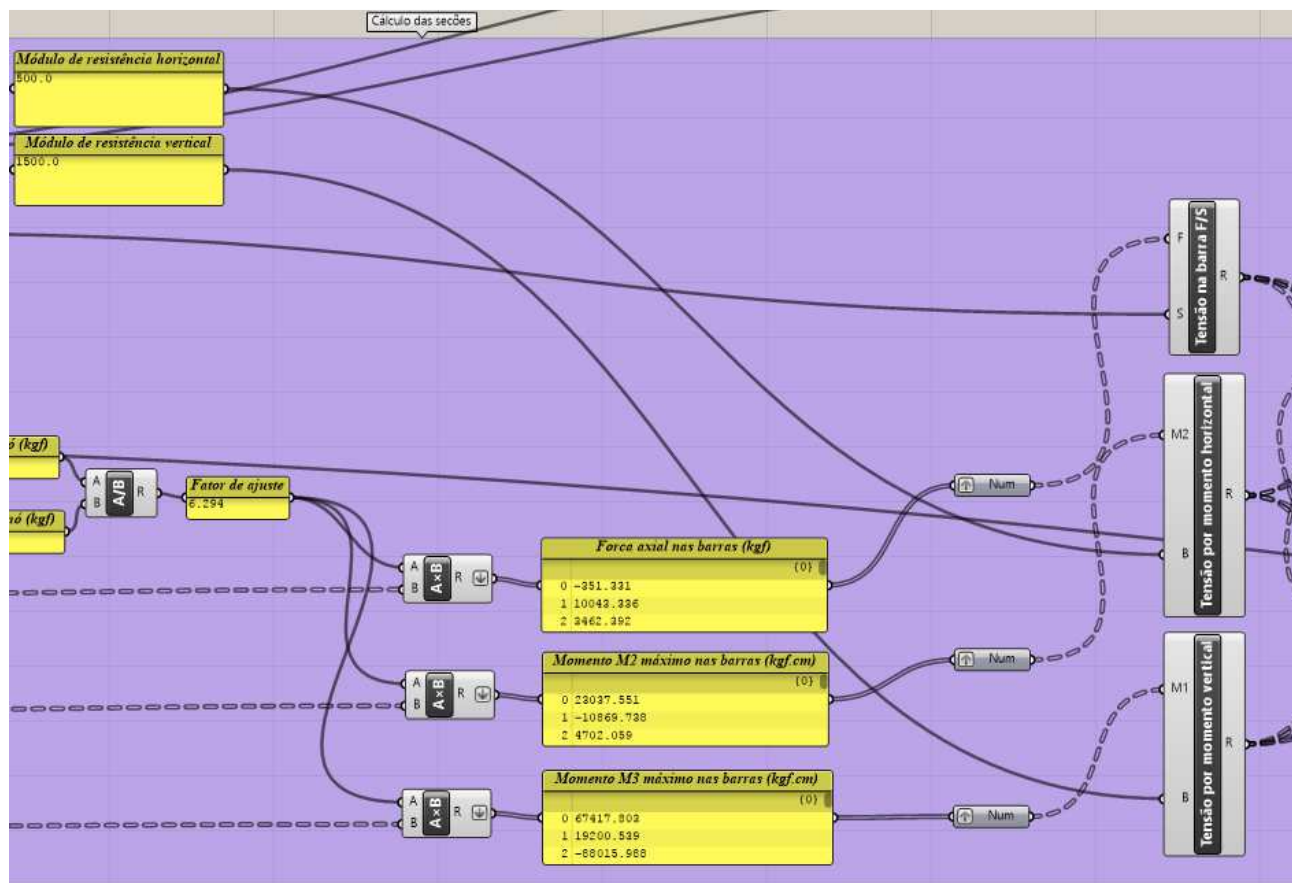 Cálculo das secões
Módulo de resistência horizontal
500.0
Módulo de resistência vertical
1500.0
F
S
Tensão na barra F/S
R
M2
B
Tensão por momento horizontal
R
M1
B
Tensão por momento vertical
R
ó (kgf)
nó (kgf)
A
B
A/B
R
Fator de ajuste
6.294
A
B
A×B
R
Forca axial nas barras (kgf)
{0}
0 -351.331
1 10043.336
2 3462.392
Num
A
B
A×B
R
Momento M2 máximo nas barras (kgf.cm)
{0}
0 23037.551
1 -10869.738
2 4702.059
Num
A
B
A×B
R
Momento M3 máximo nas barras (kgf.cm)
{0}
0 67417.803
1 19200.539
2 -88015.988
Num